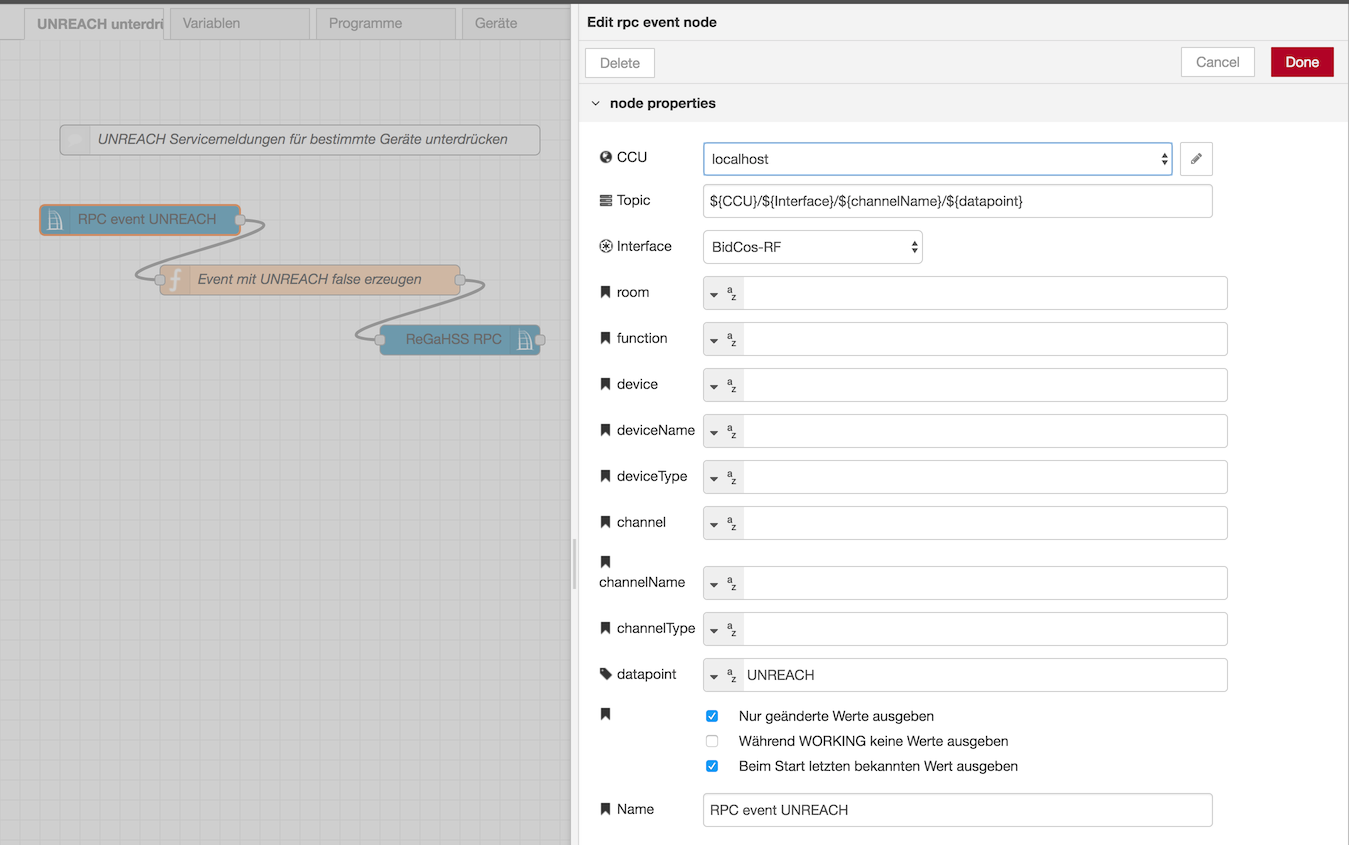 UNREACH unterdrü
Variablen
Programme
Geräte
UNREACH Servicemeldungen für bestimmte Geräte unterdrücken
RPC event UNREACH
Event mit UNREACH false erzeugen
ReGaHSS RPC
Edit rpc event node
Delete
Cancel
Done
node properties
CCU
localhost
Topic
${CCU}/${Interface}/${channelName}/${datapoint}
Interface
BidCos-RF
room
function
device
deviceName
deviceType
channel
channelName
channelType
datapoint
UNREACH
Nur geänderte Werte ausgeben
Während WORKING keine Werte ausgeben
Beim Start letzten bekannten Wert ausgeben
Name
RPC event UNREACH